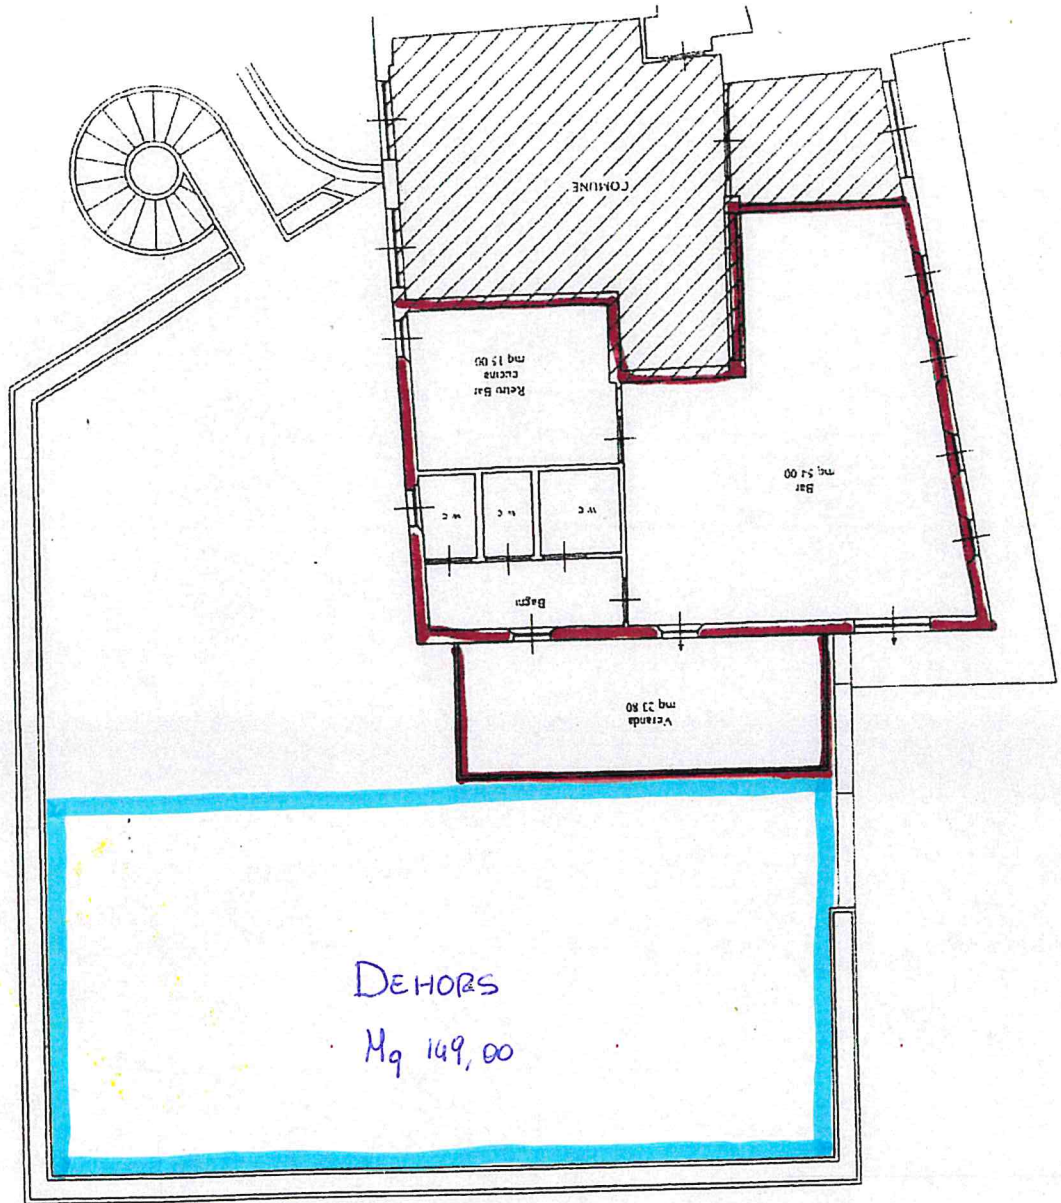 COMUNE
Retro Bar
cucina
mq 15.00
Bar
mq 54.00
w c
w c
w c
Bagni
Veranda
mq 23.80
DEHORS
Mq 149,00